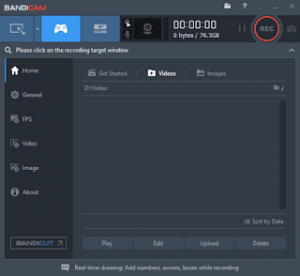 BANDICAM
HDMI
00:00:00
0 bytes / 76.3GB
REC
Please click on the recording target window
Home
General
FPS
Video
Image
About
BANDICUT
Get Started
Videos
Images
D:\Video
Sort by Date
Play
Edit
Upload
Delete
Real-time drawing: Add numbers, arrows, boxes while recording